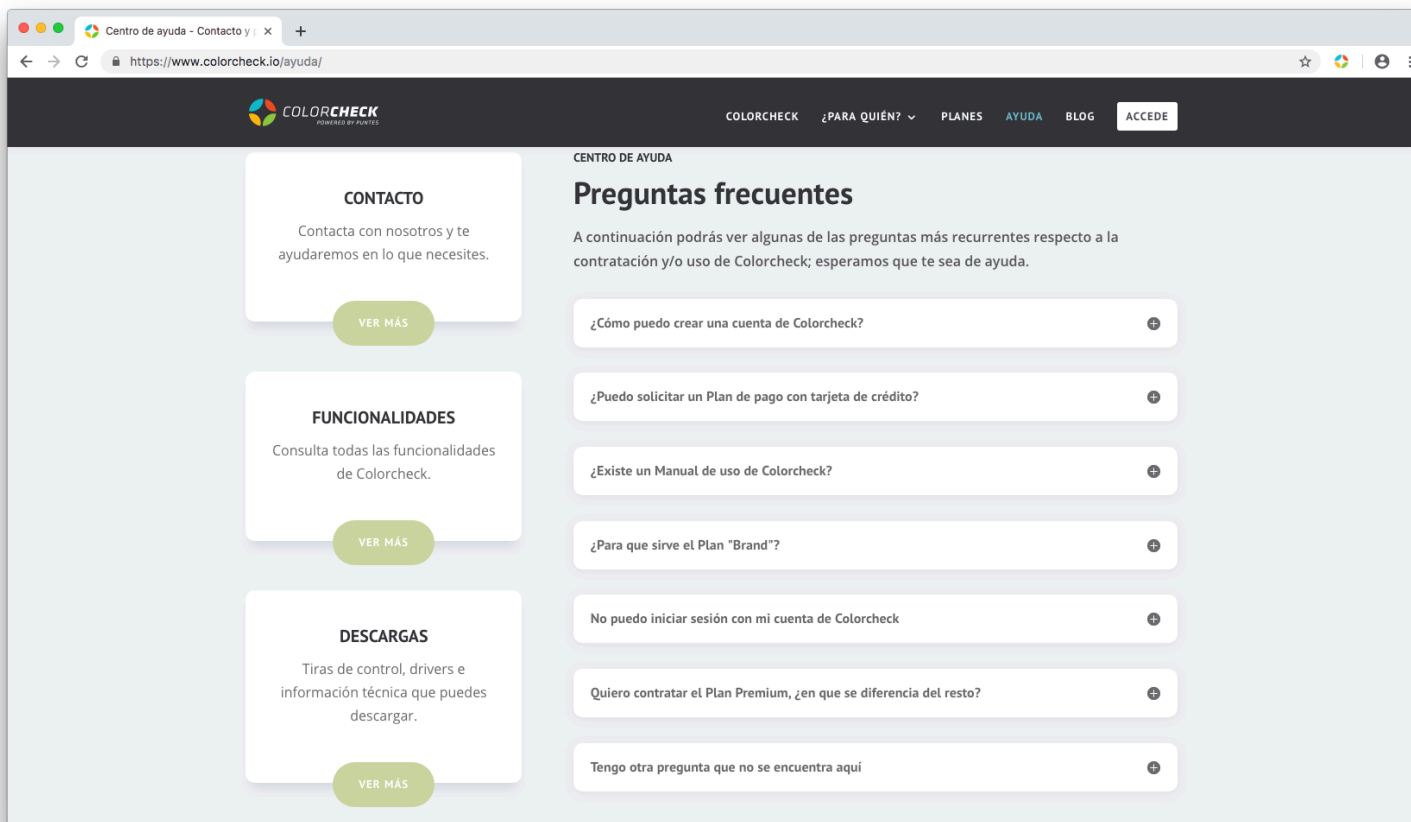 Centro de ayuda - Contacto y
https://www.colorcheck.io/ayuda/
COLORCHECK
POWERED BY PUNTES
COLORCHECK ¿PARA QUIÉN? PLANES AYUDA BLOG ACCEDE
CONTACTO
Contacta con nosotros y te
ayudaremos en lo que necesites.
VER MÁS
FUNCIONALIDADES
Consulta todas las funcionalidades
de Colorcheck.
VER MÁS
DESCARGAS
Tiras de control, drivers e
información técnica que puedes
descargar.
VER MÁS
CENTRO DE AYUDA
Preguntas frecuentes
A continuación podrás ver algunas de las preguntas más recurrentes respecto a la
contratación y/o uso de Colorcheck; esperamos que te sea de ayuda.
¿Cómo puedo crear una cuenta de Colorcheck?
¿Puedo solicitar un Plan de pago con tarjeta de crédito?
¿Existe un Manual de uso de Colorcheck?
¿Para que sirve el Plan "Brand"?
No puedo iniciar sesión con mi cuenta de Colorcheck
Quiero contratar el Plan Premium, ¿en que se diferencia del resto?
Tengo otra pregunta que no se encuentra aquí